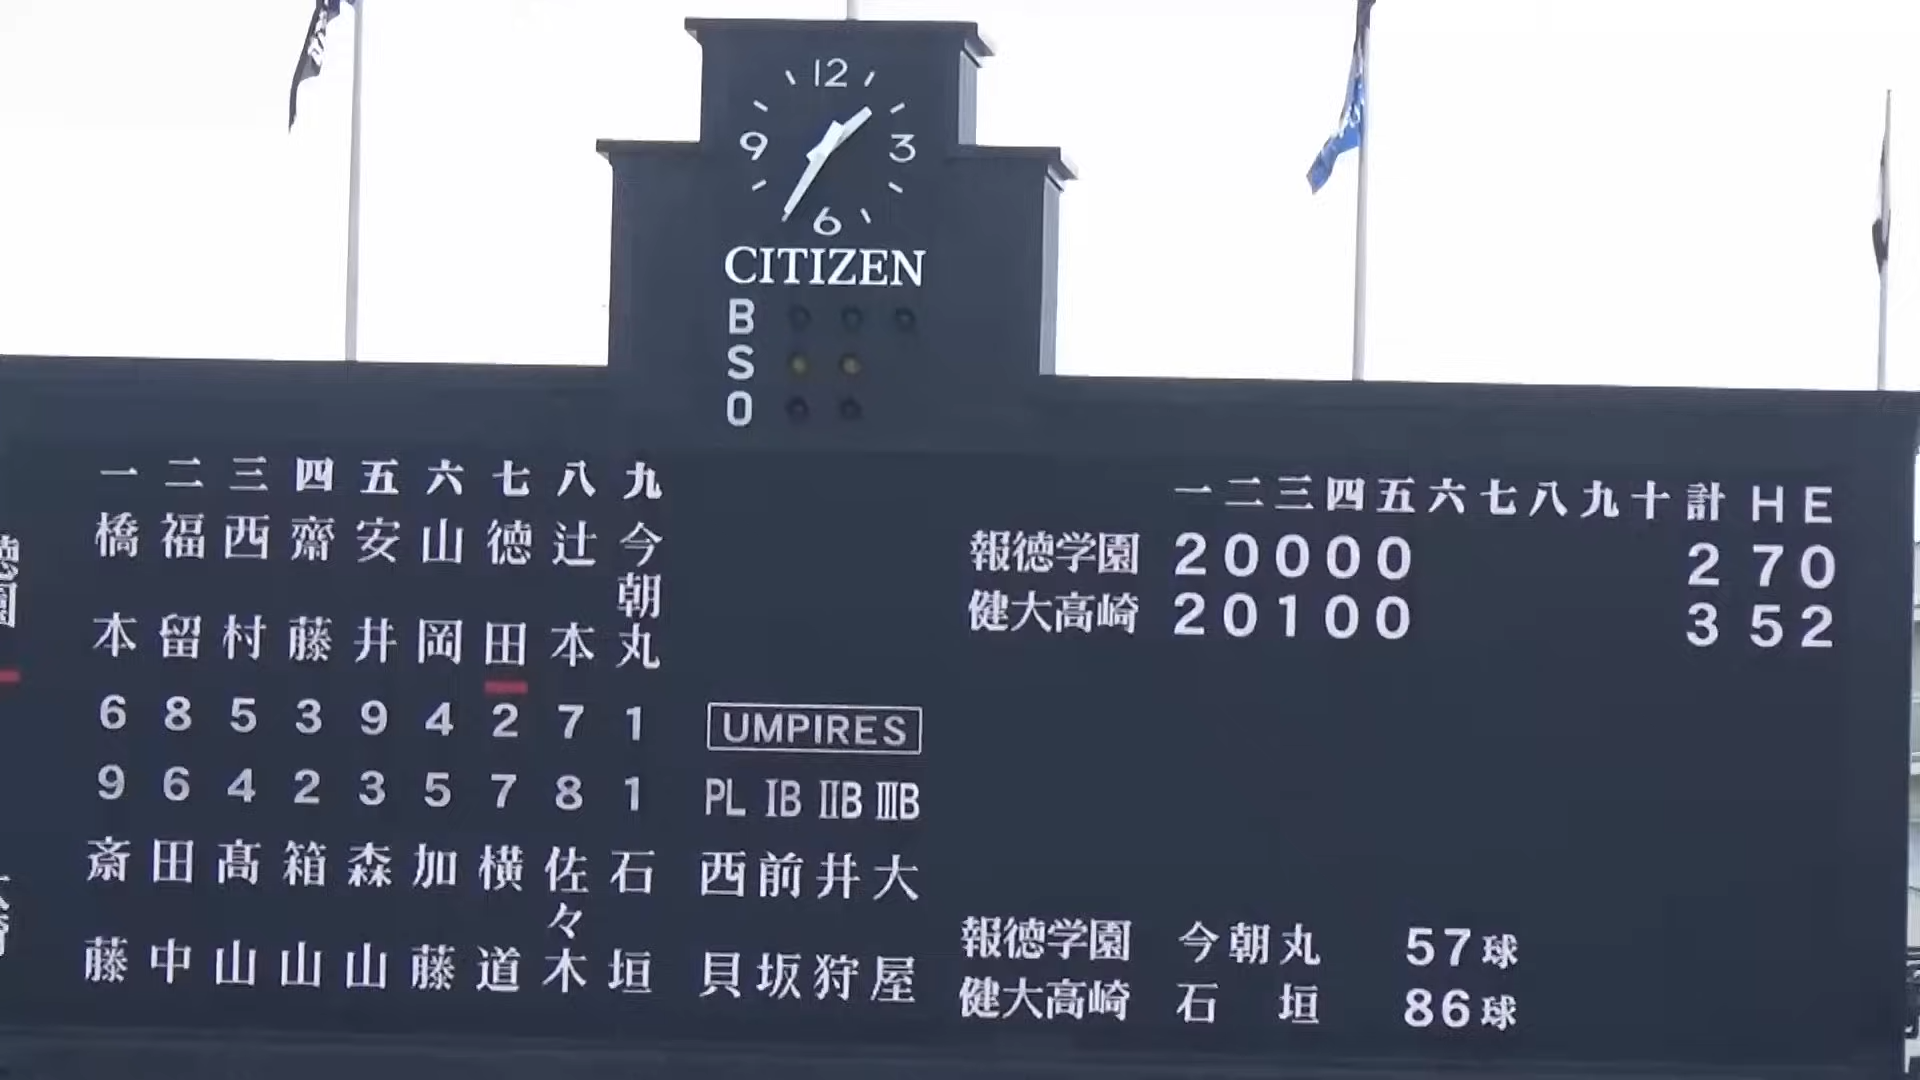 12
9 3
6
CITIZEN
B
S
O
一 二 三 四 五 六 七 八 九
橋本 福留 西村 齋藤 安井 山岡 徳田 辻本 今朝丸
6 8 5 3 9 4 2 7 1
9 6 4 2 3 5 7 8 1
斎藤 田中 髙山 箱山 森山 加藤 横道 佐々木 石垣
UMPIRES
PL IB IIB IIIB
西貝 前坂 井狩 大屋
一 二 三 四 五 六 七 八 九 十 計 H E
報徳学園 2 0 0 0 0 2 7 0
健大高崎 2 0 1 0 0 3 5 2
報徳学園 今朝丸 57球
健大高崎 石垣 86球